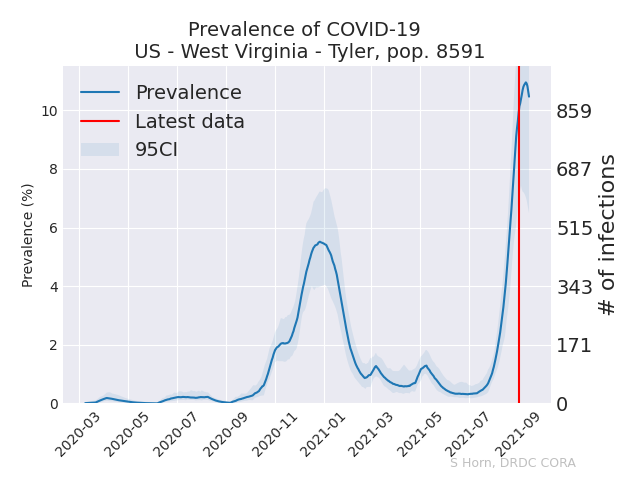 Prevalence of COVID-19
US - West Virginia - Tyler, pop. 8591
Prevalence
Latest data
95CI
Prevalence (%)
10
8
6
4
2
0
859
687
515
343
171
0
# of infections
2020-03
2020-05
2020-07
2020-09
2020-11
2021-01
2021-03
2021-05
2021-07
2021-09
S Horn, DRDC CORA